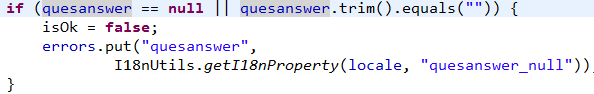 if (quesanswer == null || quesanswer.trim().equals("")) {
isOk = false;
errors.put("quesanswer",
I18nUtils.getI18nProperty(locale, "quesanswer_null"));
}